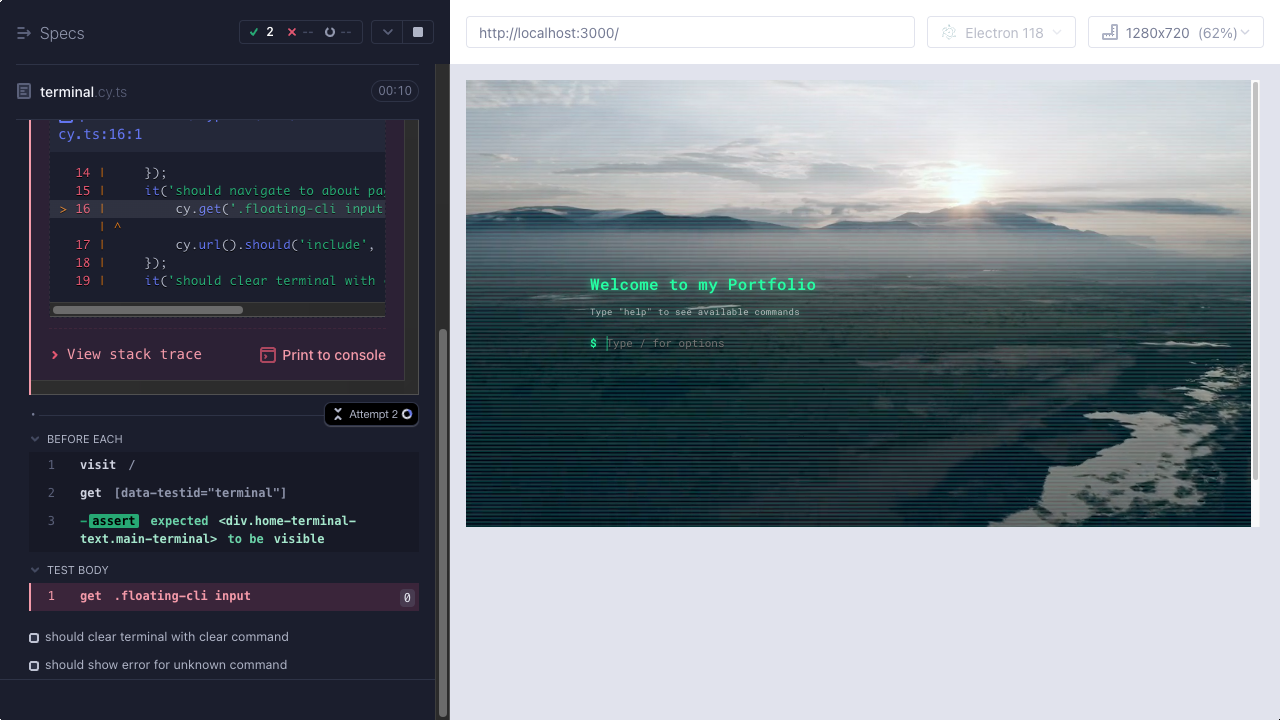 Specs
2
--
--
terminal.cy.ts
00:10
cy.ts:16:1
14 | });
15 | it('should navigate to about pa
> 16 | cy.get('.floating-cli input
| ^
17 | cy.url().should('include',
18 | });
19 | it('should clear terminal with
View stack trace
Print to console
Attempt 2
BEFORE EACH
1 visit /
2 get [data-testid="terminal"]
3 -assert expected <div.home-terminal-
text.main-terminal> to be visible
TEST BODY
1 get .floating-cli input 0
should clear terminal with clear command
should show error for unknown command
http://localhost:3000/
Electron 118
1280x720 (62%)
Welcome to my Portfolio
Type "help" to see available commands
$ Type / for options